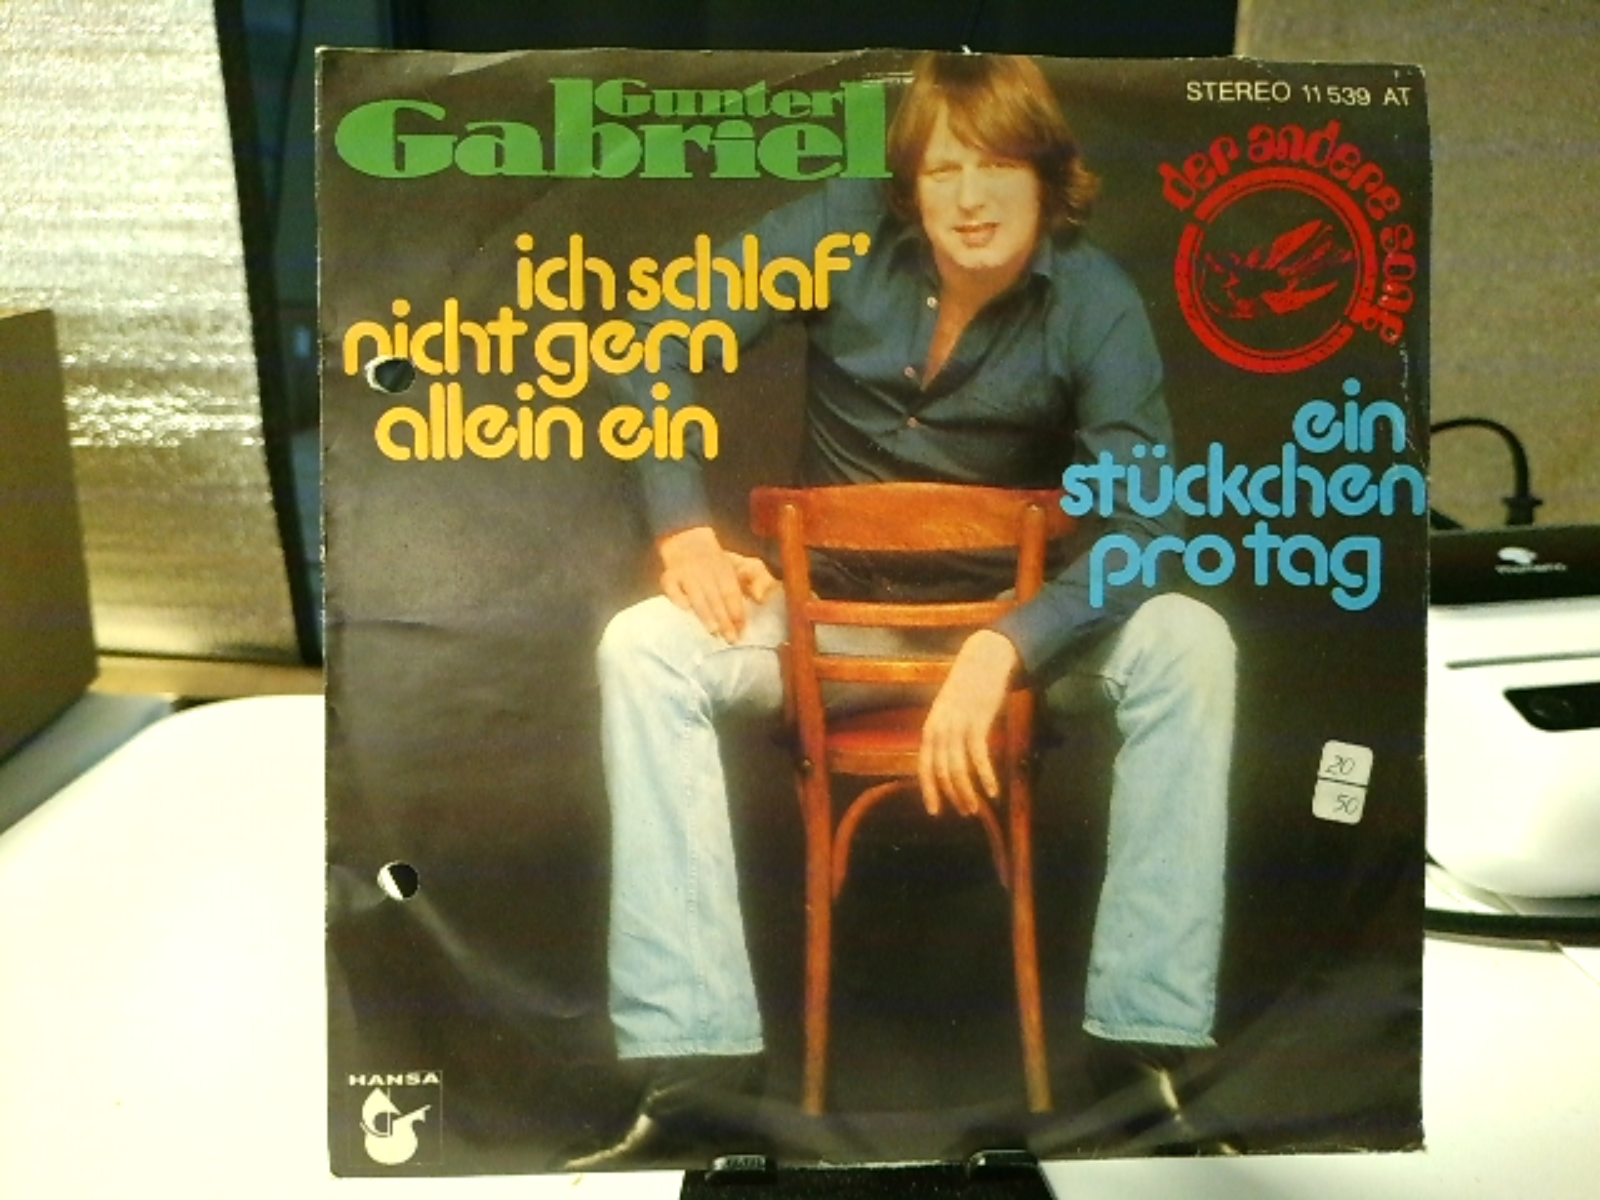 Gunter
Gabriel
STEREO 11 539 AT
der andere song
ich schlaf'
nicht gern
allein ein
ein
stückchen
pro tag
20
50
HANSA